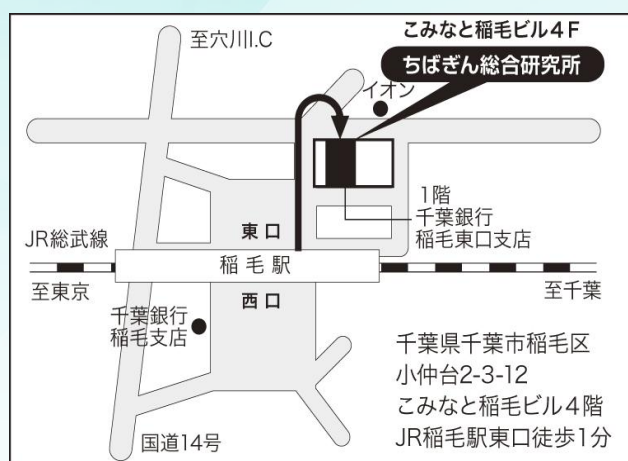 至穴川I.C
こみなと稲毛ビル4F
ちばぎん総合研究所
イオン
1階
千葉銀行
稲毛東口支店
東口
JR総武線
稲毛駅
至東京
至千葉
西口
千葉銀行
稲毛支店
国道14号
千葉県千葉市稲毛区
小仲台2-3-12
こみなと稲毛ビル4階
JR稲毛駅東口徒歩1分